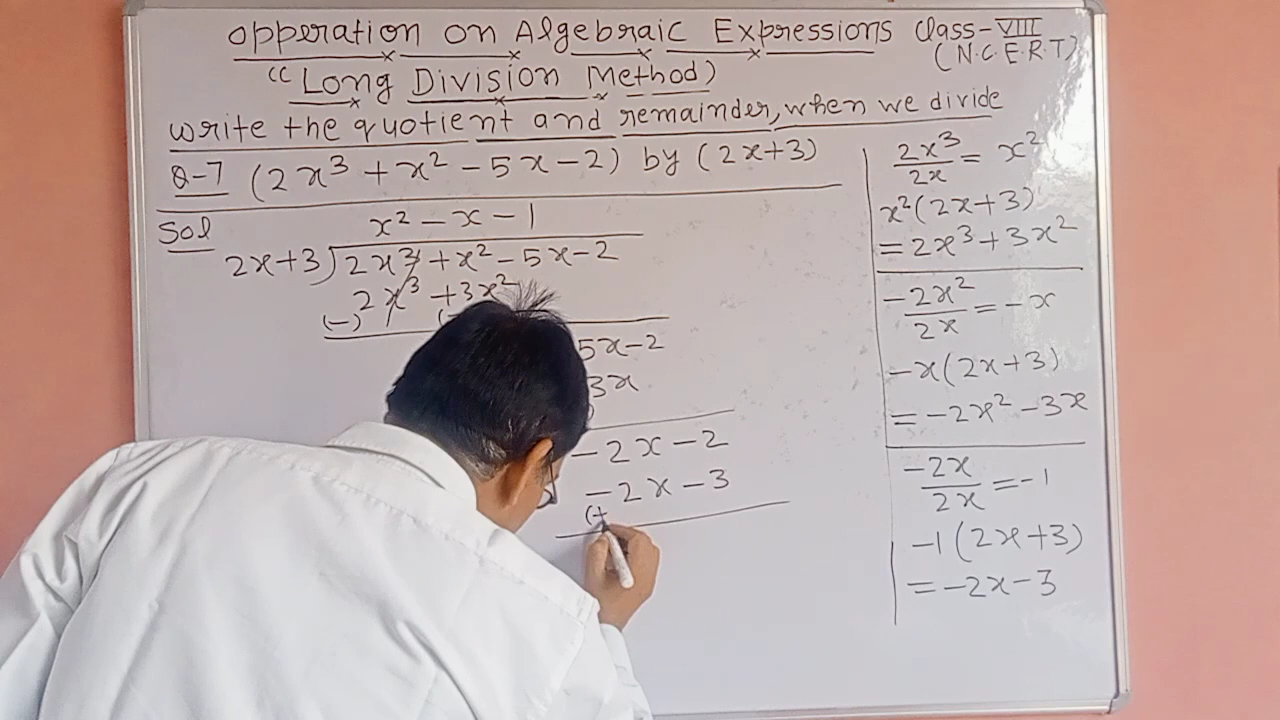 Opperation on Algebraic Expressions Class-VIII
(N.C.E.R.T)
(Long Division Method)
write the quotient and remainder, when we divide
Q-7 (2x³ + x² - 5x - 2) by (2x+3)
Sol
x² - x - 1
2x+3)2x³ + x² - 5x - 2
2x³ + 3x²
(-) (-
5x - 2
3x
-2x - 2
-2x - 3
(+
2x³/2x = x²
x²(2x+3)
= 2x³ + 3x²
-2x²/2x = -x
-x(2x+3)
= -2x² - 3x
-2x/2x = -1
-1(2x+3)
= -2x - 3